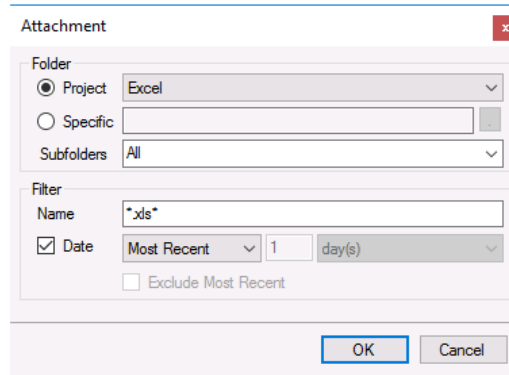 Attachment
x
Folder
Project Excel
Specific
.
Subfolders All
Filter
Name *.xls*
Date Most Recent 1 day(s)
Exclude Most Recent
OK Cancel